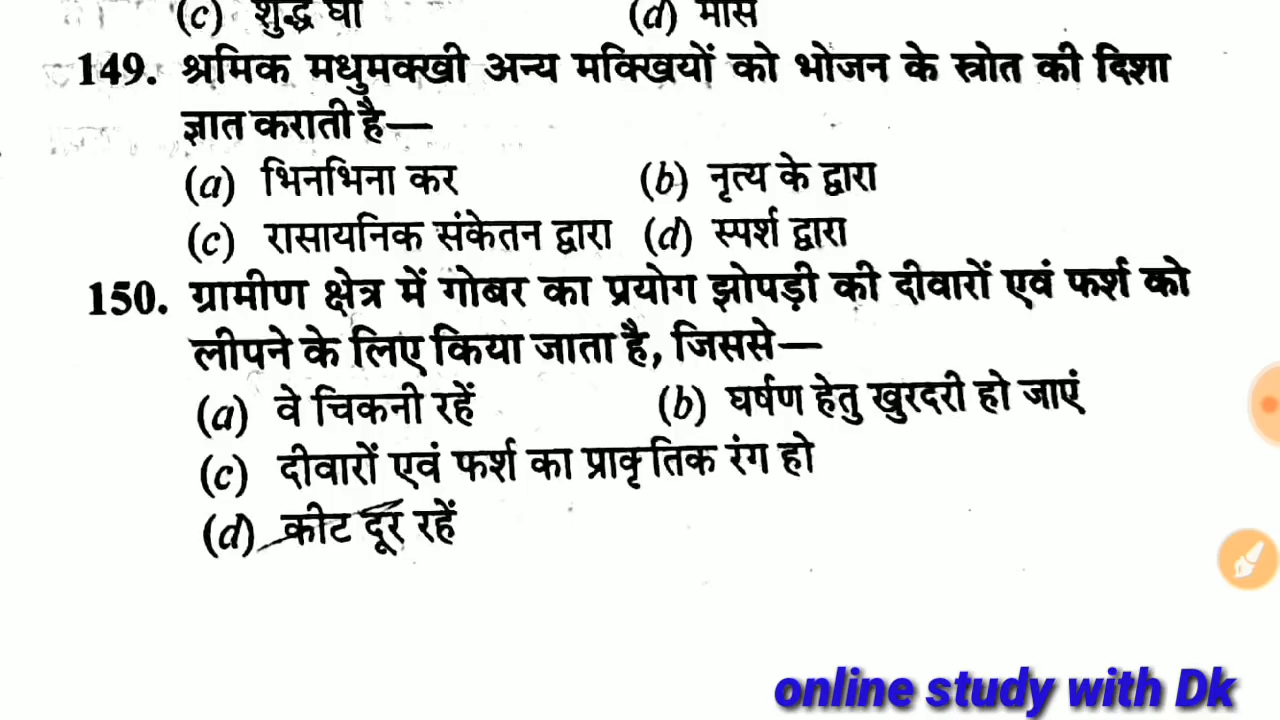 (c) शुद्ध घी (d) मांस
149. श्रमिक मधुमक्खी अन्य मक्खियों को भोजन के स्त्रोत की दिशा
ज्ञात कराती है—
(a) भिनभिना कर (b) नृत्य के द्वारा
(c) रासायनिक संकेतन द्वारा (d) स्पर्श द्वारा
150. ग्रामीण क्षेत्र में गोबर का प्रयोग झोपड़ी की दीवारों एवं फर्श को
लीपने के लिए किया जाता है, जिससे—
(a) वे चिकनी रहें (b) घर्षण हेतु खुरदरी हो जाएं
(c) दीवारों एवं फर्श का प्राकृतिक रंग हो
(d) कीट दूर रहें
online study with Dk